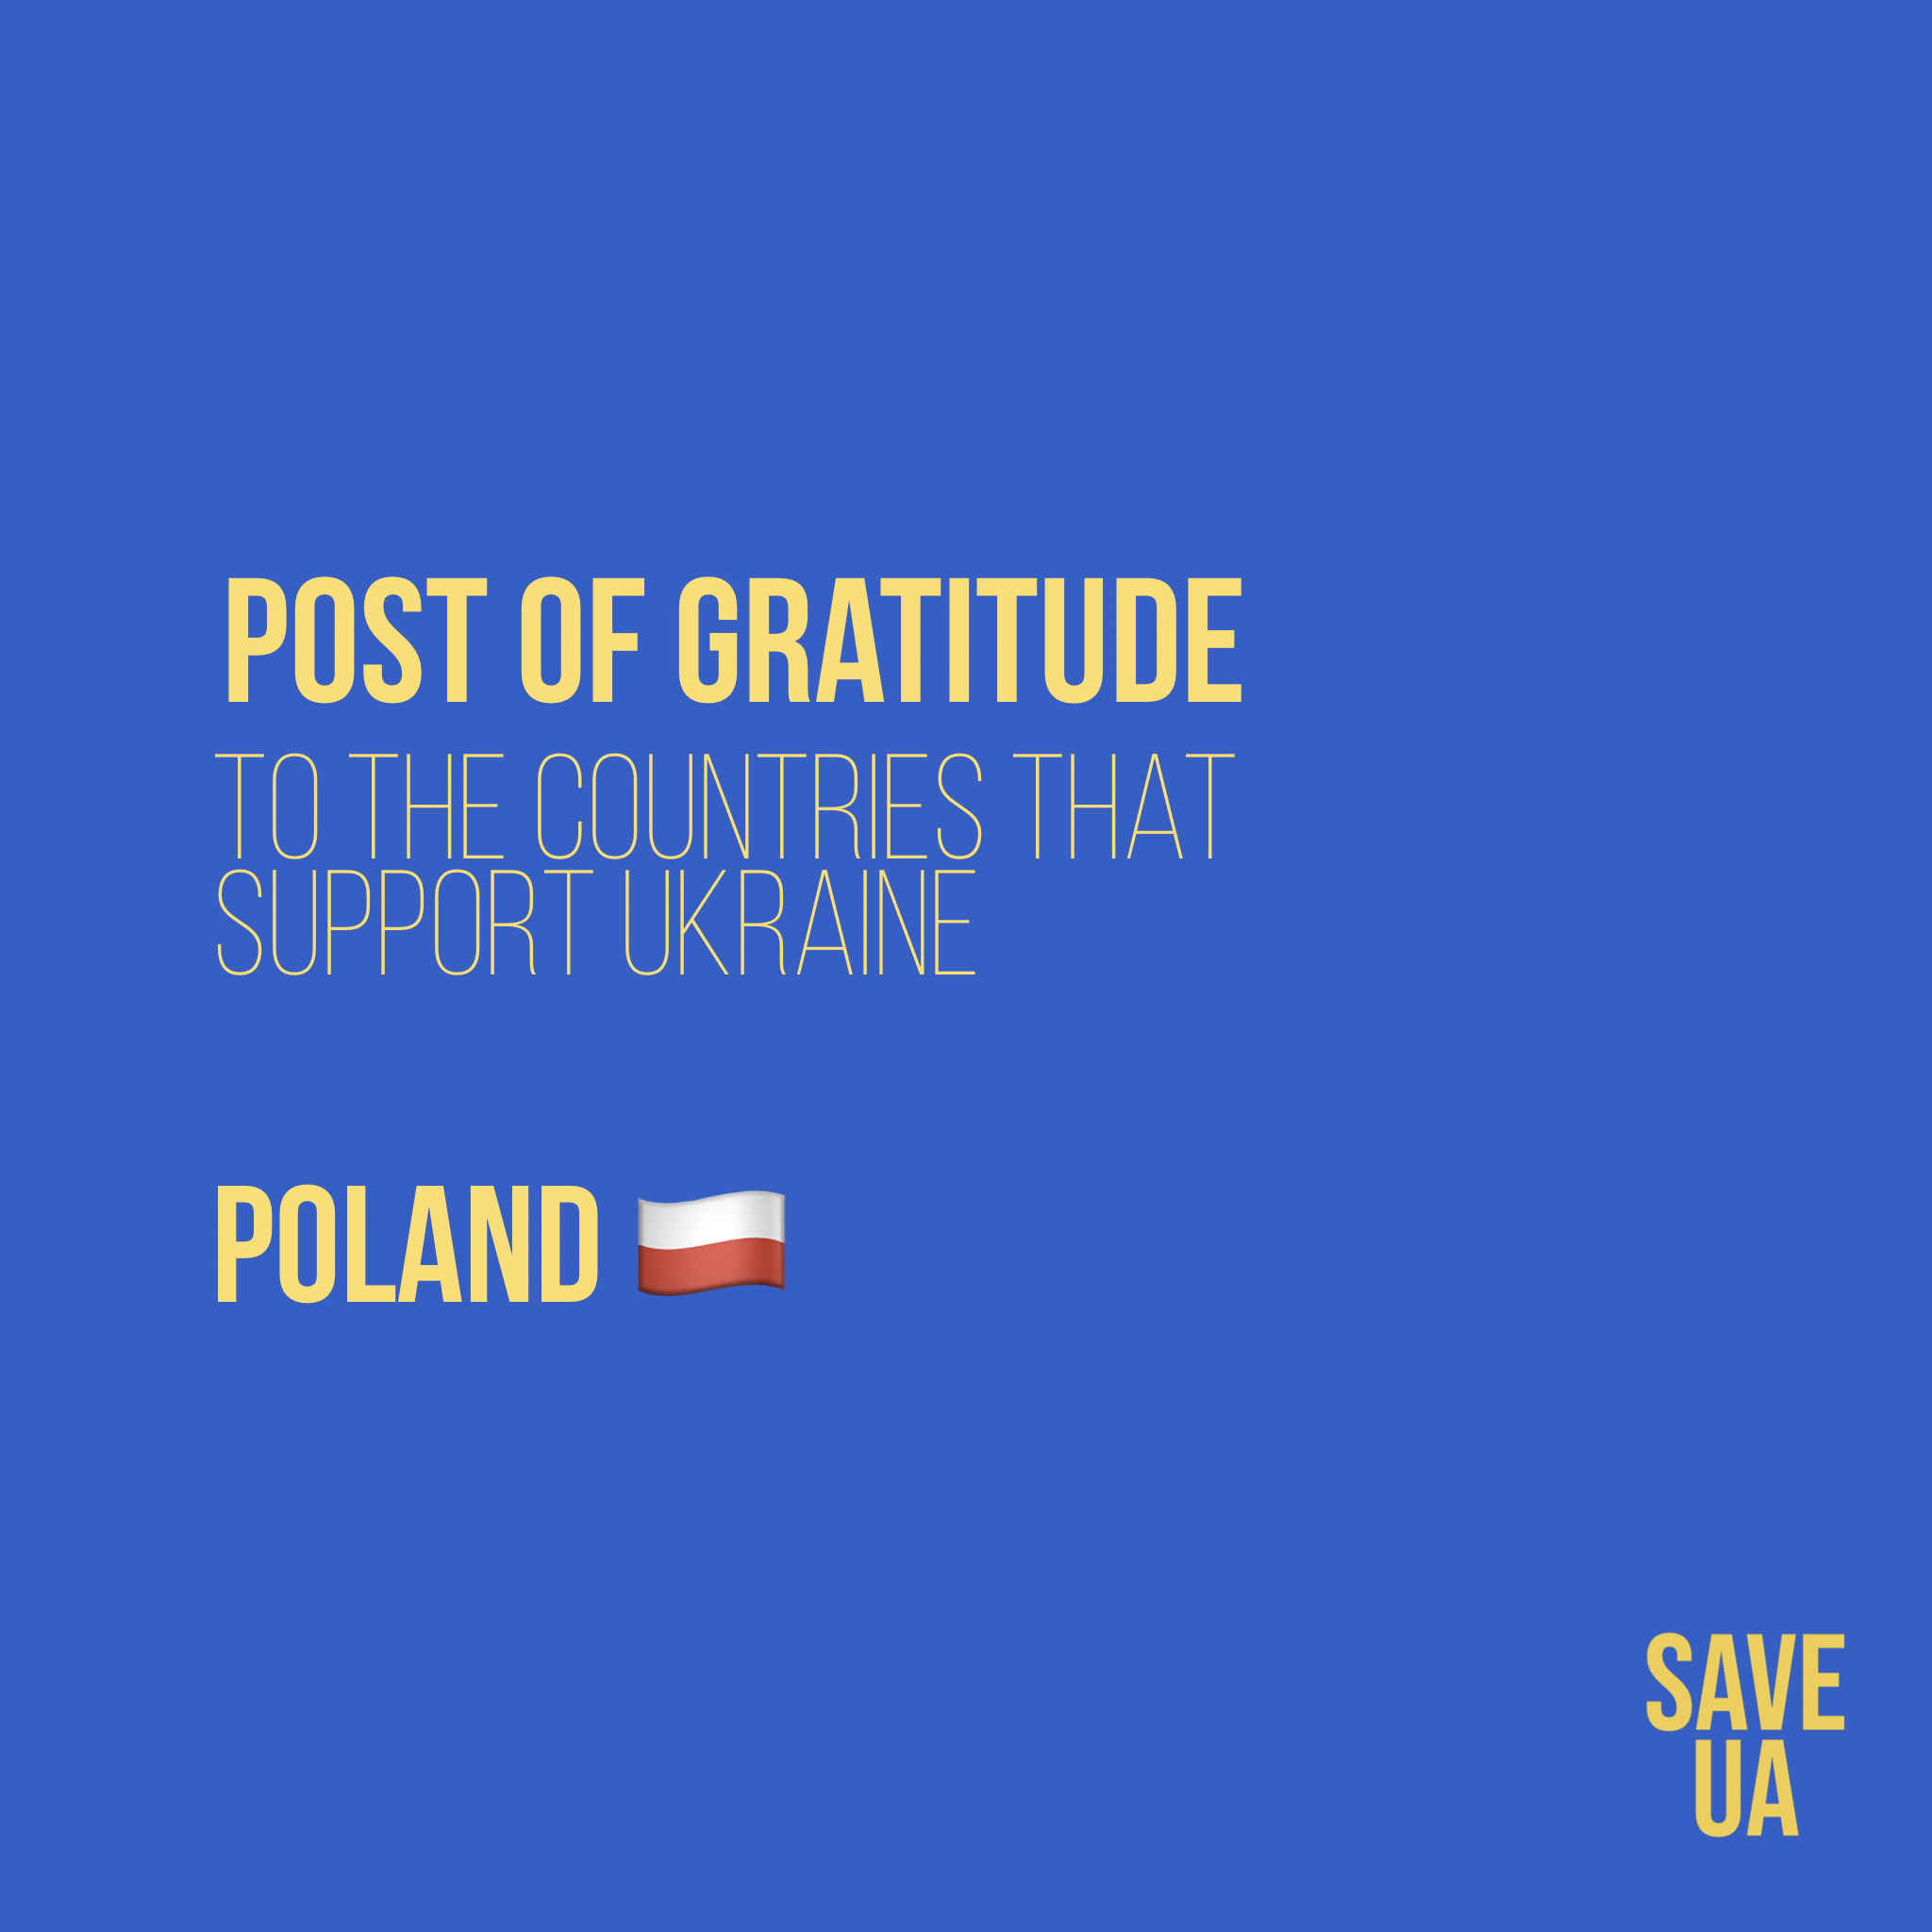 POST OF GRATITUDE
TO THE COUNTRIES THAT
SUPPORT UKRAINE
POLAND 🇵🇱
SAVE
UA